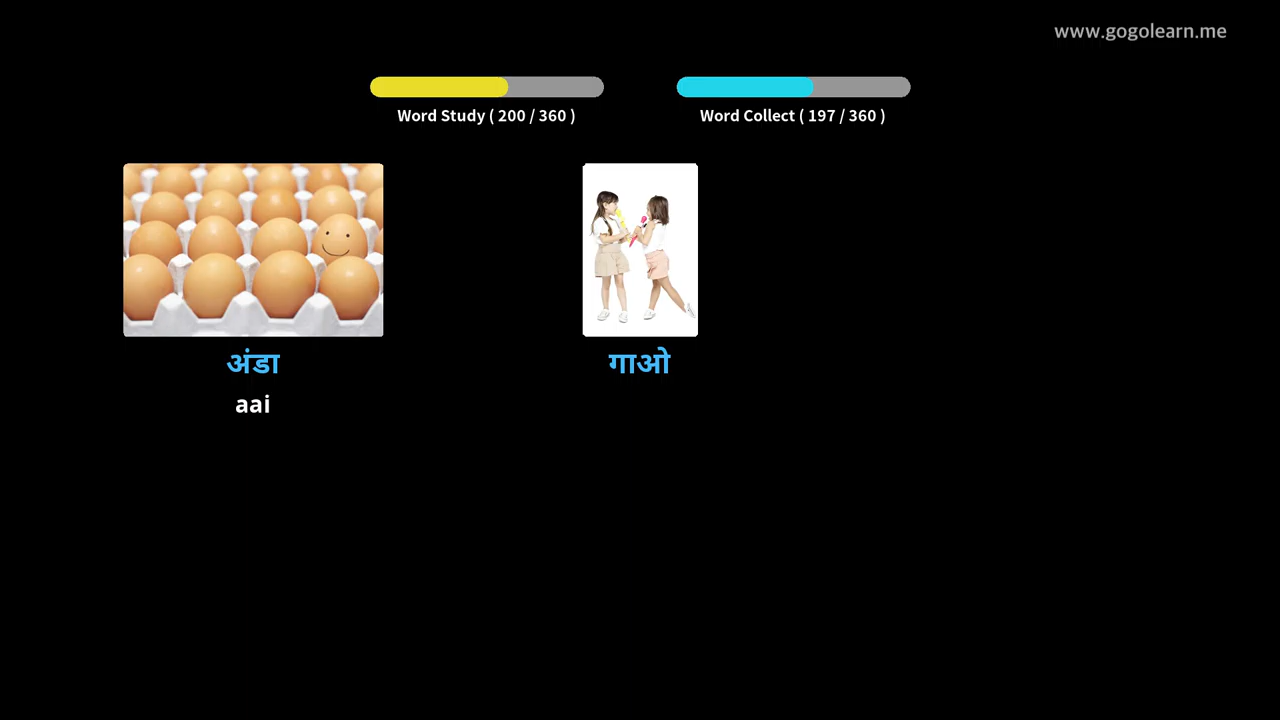 www.gogolearn.me
Word Study ( 200 / 360 )
Word Collect ( 197 / 360 )
अंडा
गाओ
aai